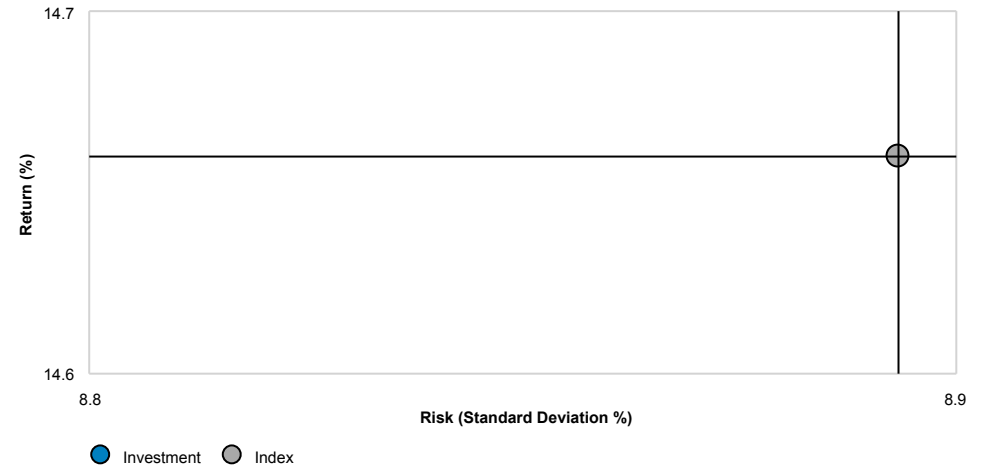 14.7
Return (%)
14.6
8.8
8.9
Risk (Standard Deviation %)
Investment
Index